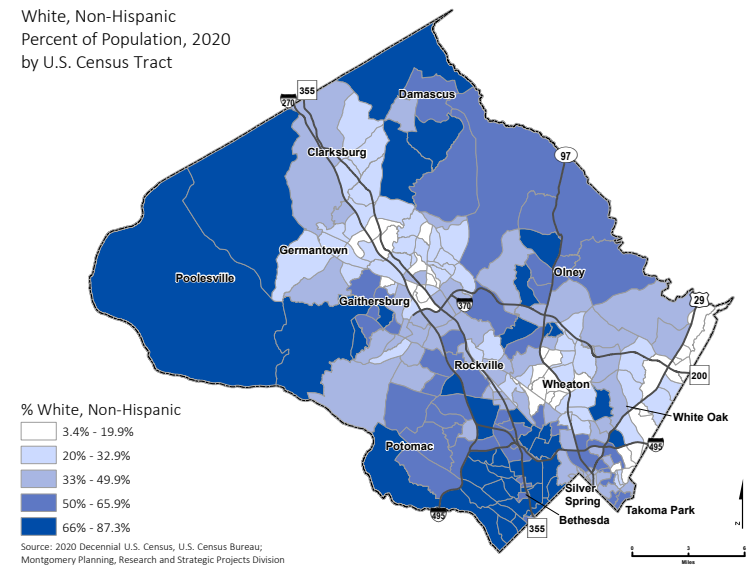 White, Non-Hispanic
Percent of Population, 2020
by U.S. Census Tract
355
270
Damascus
Clarksburg
97
Germantown
Poolesville
Olney
Gaithersburg
370
29
Rockville
200
Wheaton
White Oak
% White, Non-Hispanic
3.4% - 19.9%
20% - 32.9%
33% - 49.9%
50% - 65.9%
66% - 87.3%
Potomac
495
Silver
Spring
Takoma Park
495
Bethesda
355
Source: 2020 Decennial U.S. Census, U.S. Census Bureau;
Montgomery Planning, Research and Strategic Projects Division
N
0 3 6
Miles